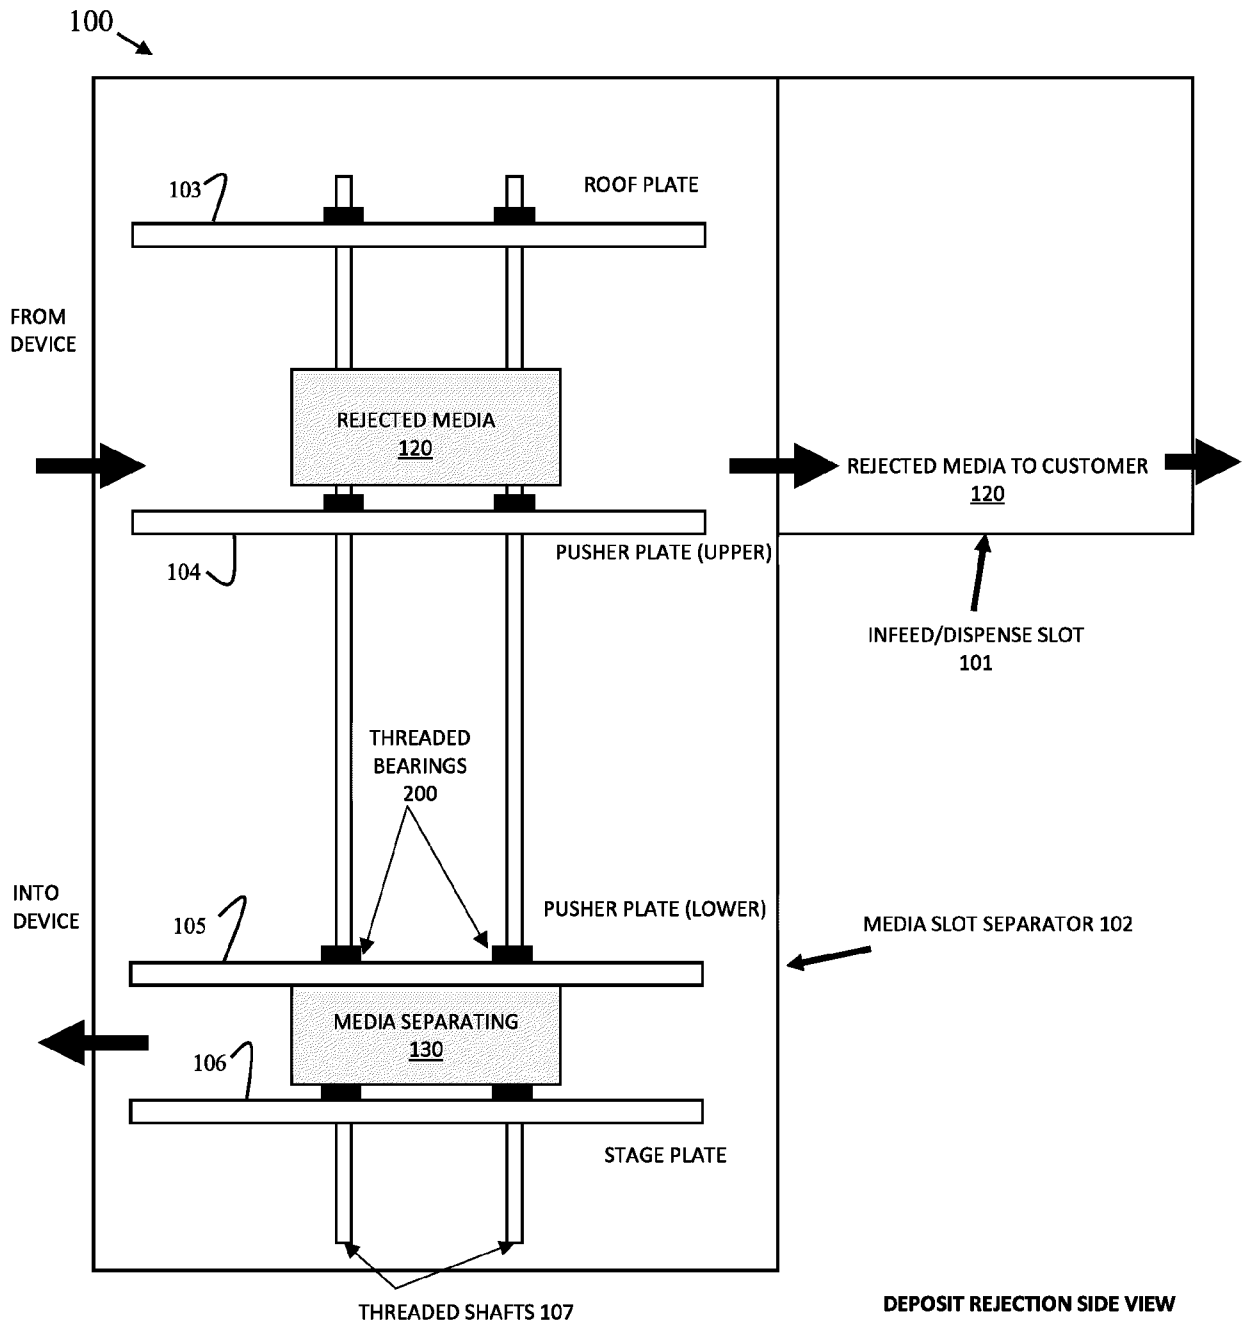 100
103
ROOF PLATE
FROM
DEVICE
REJECTED MEDIA
120
REJECTED MEDIA TO CUSTOMER
120
PUSHER PLATE (UPPER)
104
INFEED/DISPENSE SLOT
101
THREADED
BEARINGS
200
INTO
DEVICE
105
PUSHER PLATE (LOWER)
MEDIA SLOT SEPARATOR 102
MEDIA SEPARATING
130
106
STAGE PLATE
THREADED SHAFTS 107
DEPOSIT REJECTION SIDE VIEW